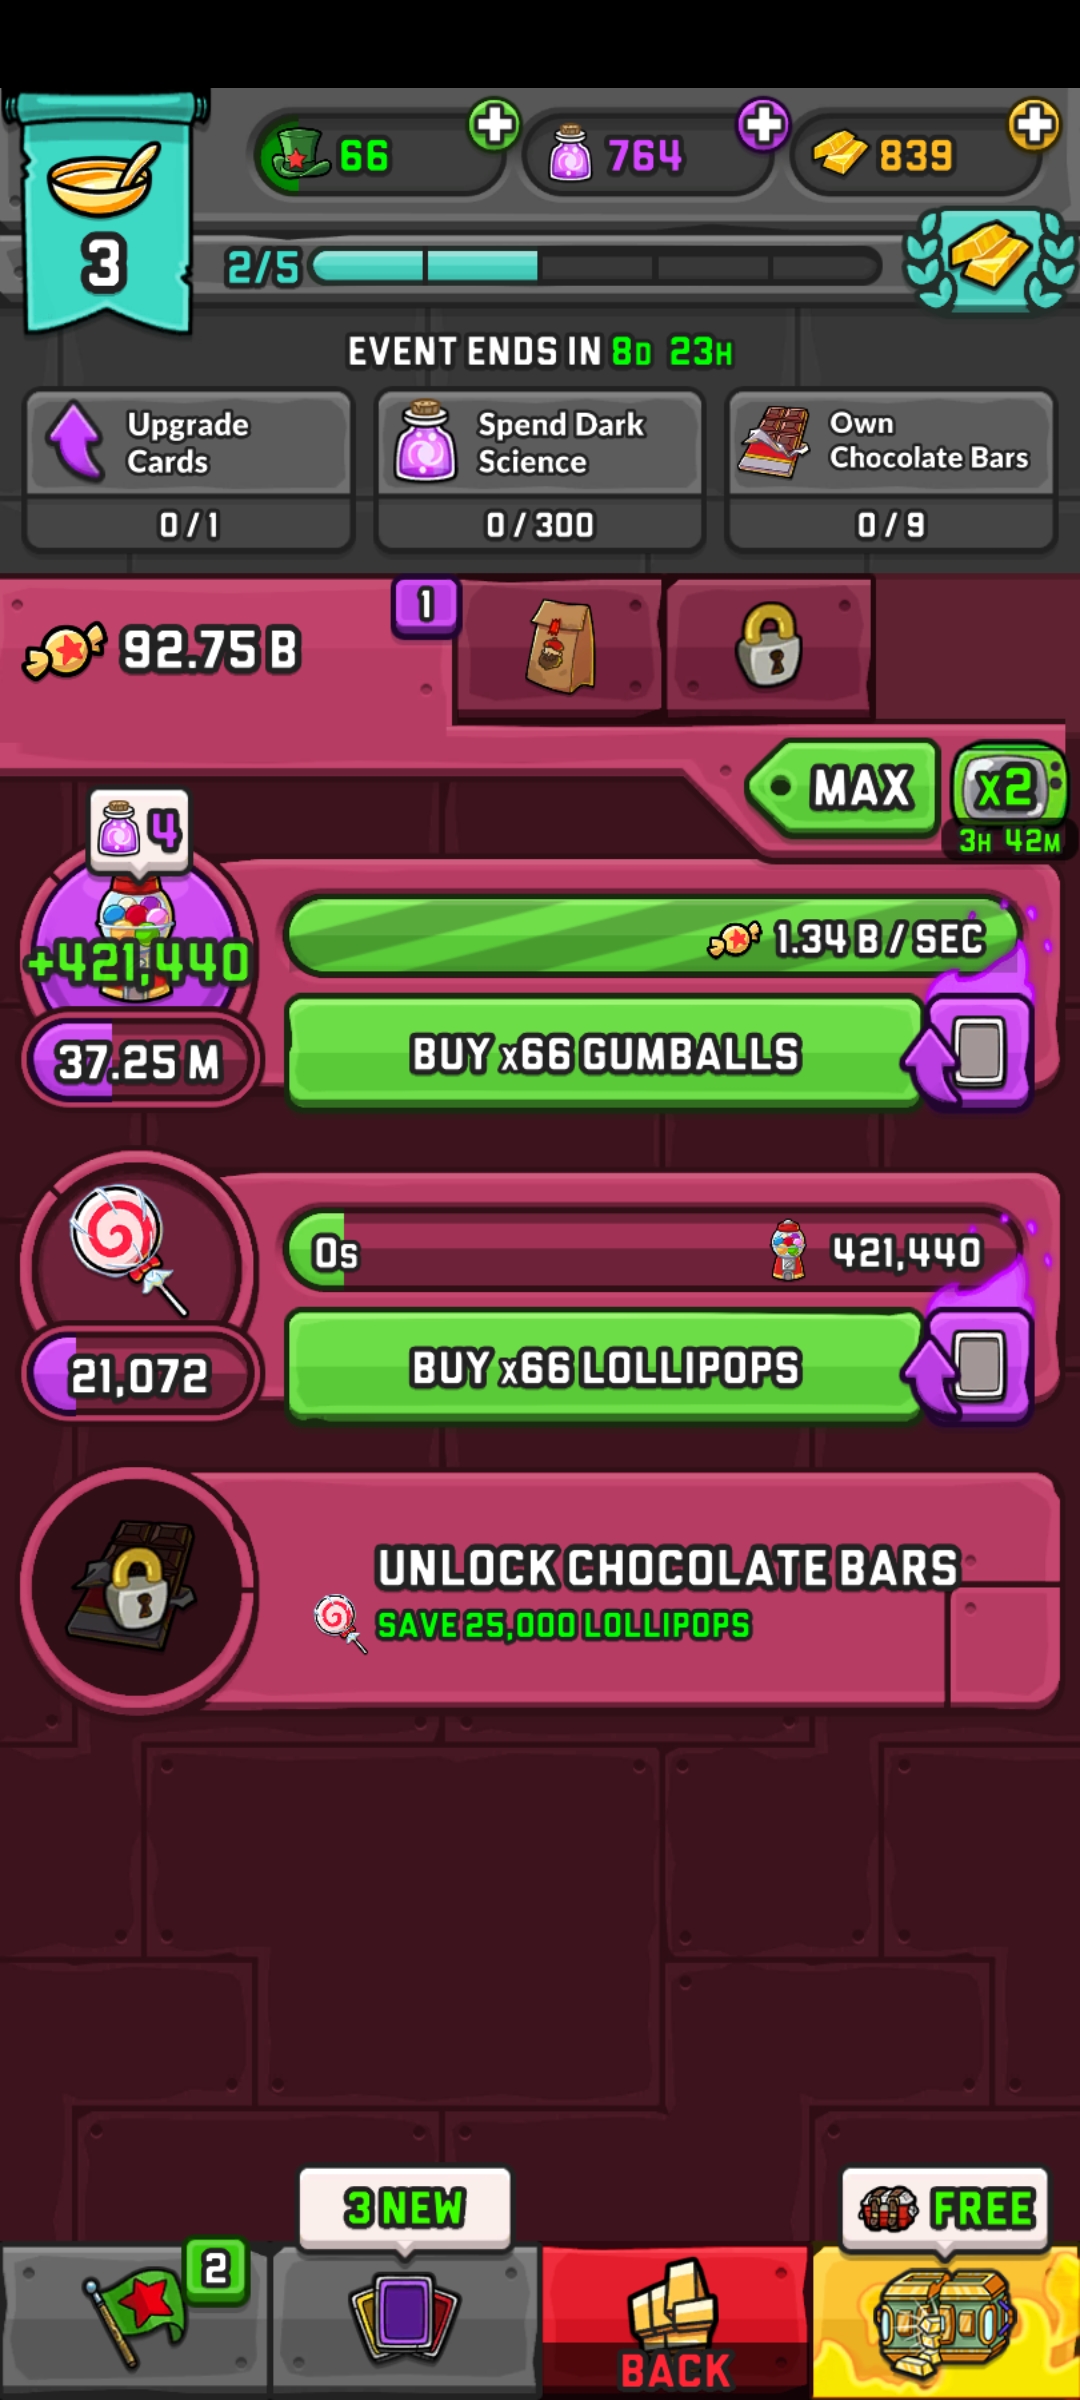 66
764
839
3
2/5
EVENT ENDS IN 8D 23H
Upgrade
Cards
0/1
Spend Dark
Science
0/300
Own
Chocolate Bars
0/9
92.75 B
1
MAX
x2
3H 42M
4
+421,440
37.25 M
1.34 B / SEC
BUY x66 GUMBALLS
0s
421,440
21,072
BUY x66 LOLLIPOPS
UNLOCK CHOCOLATE BARS
SAVE 25,000 LOLLIPOPS
2
3 NEW
BACK
FREE